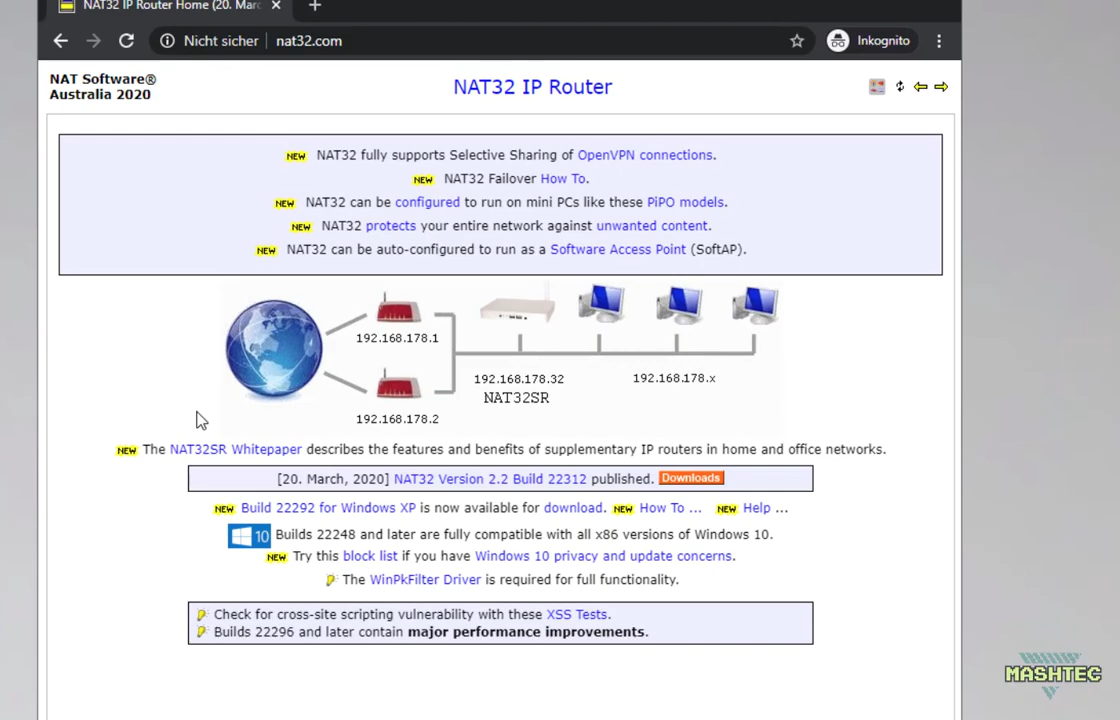 NAT32 IP Router Home (20. Marc
Nicht sicher nat32.com Inkognito
NAT Software®
Australia 2020
NAT32 IP Router
NEW NAT32 fully supports Selective Sharing of OpenVPN connections.
NEW NAT32 Failover How To.
NEW NAT32 can be configured to run on mini PCs like these PiPO models.
NEW NAT32 protects your entire network against unwanted content.
NEW NAT32 can be auto-configured to run as a Software Access Point (SoftAP).
192.168.178.1
192.168.178.32 192.168.178.x
NAT32SR
192.168.178.2
NEW The NAT32SR Whitepaper describes the features and benefits of supplementary IP routers in home and office networks.
[20. March, 2020] NAT32 Version 2.2 Build 22312 published. Downloads
NEW Build 22292 for Windows XP is now available for download. NEW How To ... NEW Help ...
10 Builds 22248 and later are fully compatible with all x86 versions of Windows 10.
NEW Try this block list if you have Windows 10 privacy and update concerns.
The WinPkFilter Driver is required for full functionality.
Check for cross-site scripting vulnerability with these XSS Tests.
Builds 22296 and later contain major performance improvements.
MASHTEC